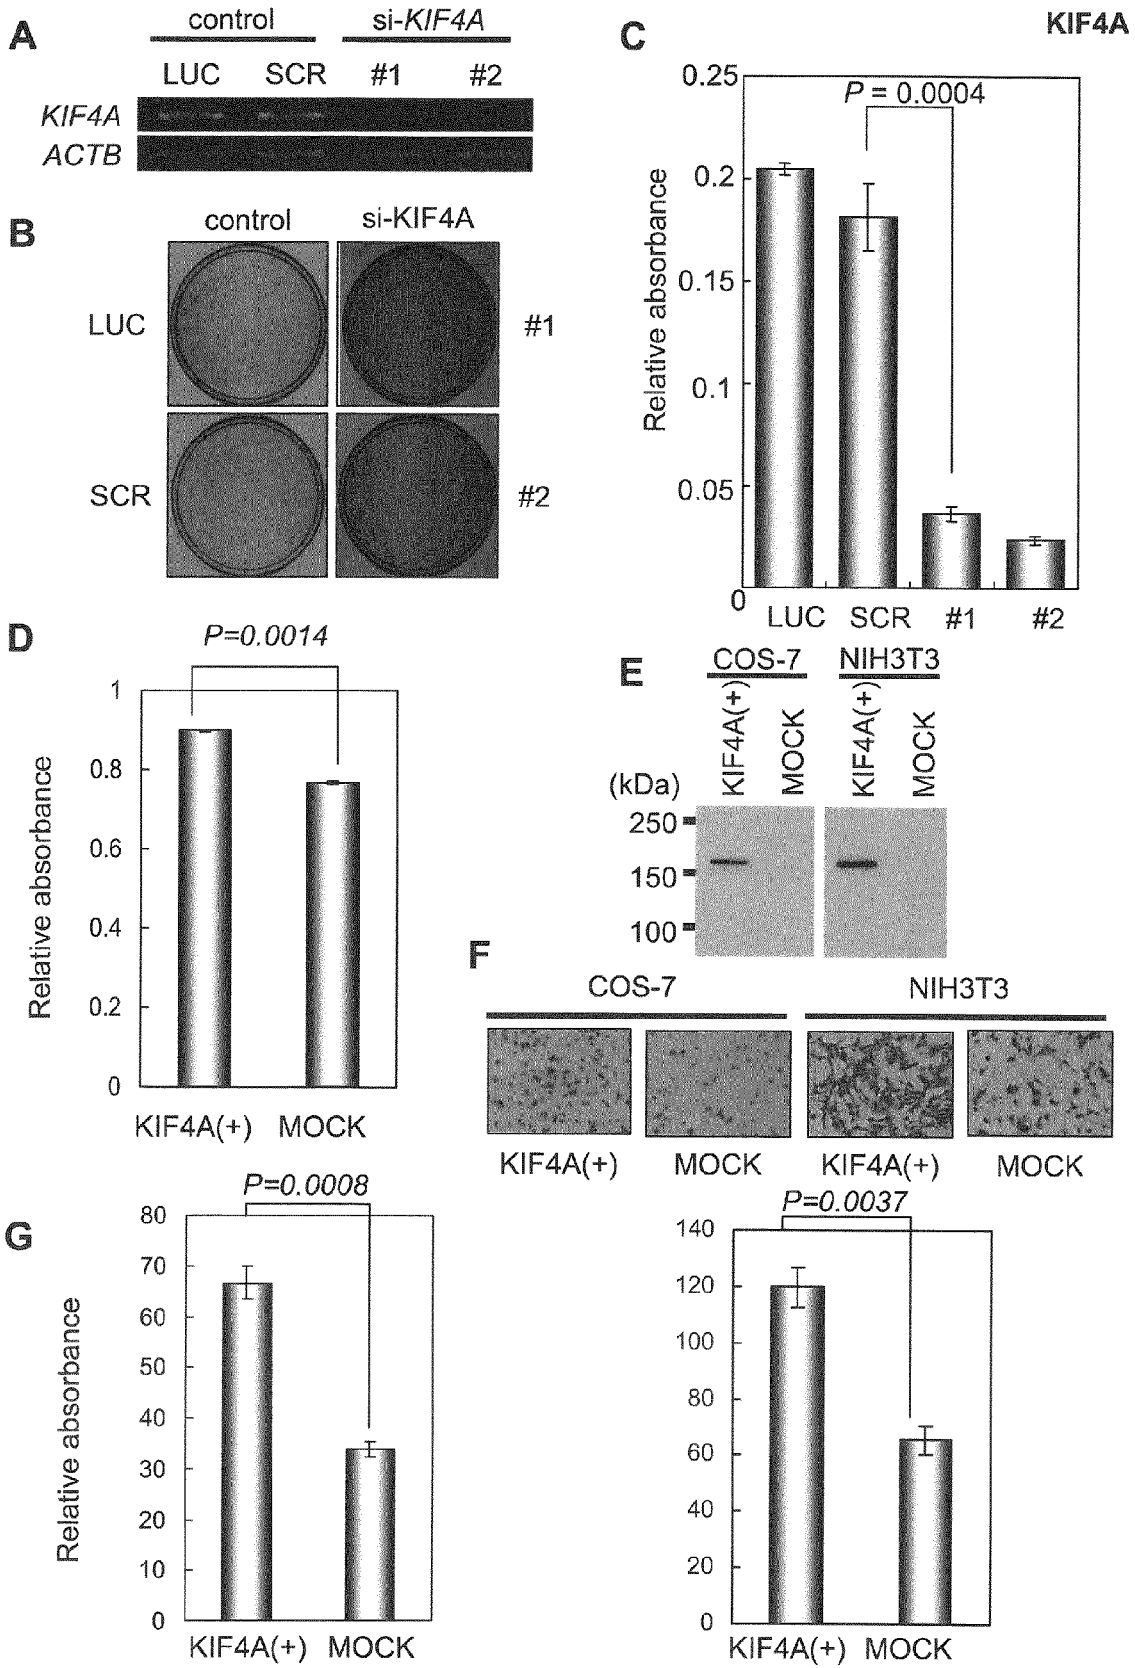 KIF4A
A
control si-KIF4A
LUC SCR #1 #2
KIF4A
ACTB
B
control si-KIF4A
LUC #1
SCR #2
C
P = 0.0004
0.25
0.2
0.15
0.1
0.05
0
Relative absorbance
LUC SCR #1 #2
D
P=0.0014
1
0.8
0.6
0.4
0.2
0
Relative absorbance
KIF4A(+) MOCK
E
COS-7 NIH3T3
KIF4A(+) MOCK KIF4A(+) MOCK
(kDa)
250
150
100
F
COS-7 NIH3T3
KIF4A(+) MOCK KIF4A(+) MOCK
G
P=0.0008
80
70
60
50
40
30
20
10
0
Relative absorbance
KIF4A(+) MOCK
P=0.0037
140
120
100
80
60
40
20
0
KIF4A(+) MOCK